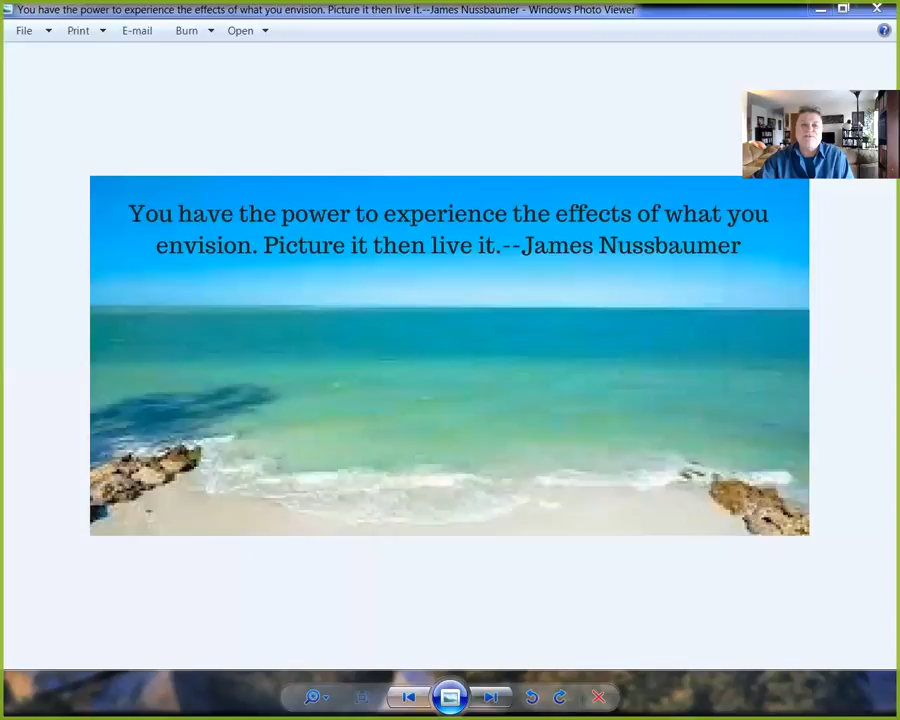 You have the power to experience the effects of what you envision. Picture it then live it.--James Nussbaumer - Windows Photo Viewer
File Print E-mail Burn Open
You have the power to experience the effects of what you
envision. Picture it then live it.--James Nussbaumer